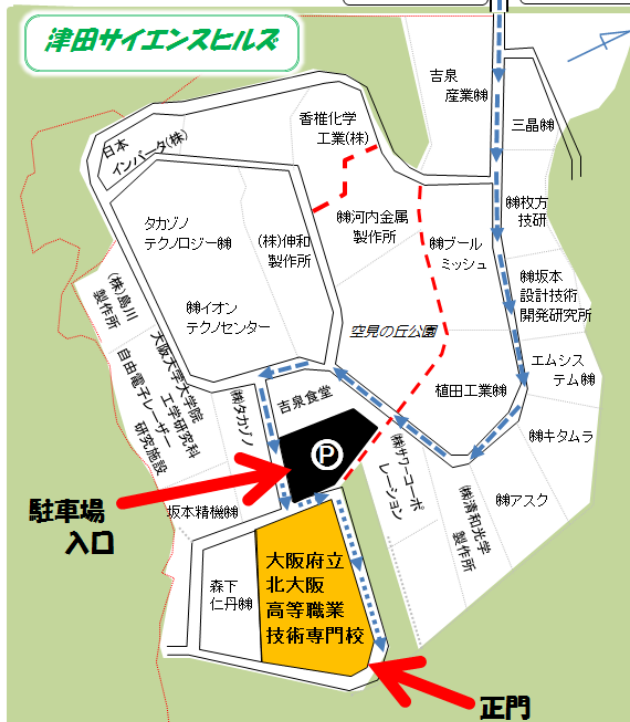 津田サイエンスヒルズ
吉泉
産業㈱
三晶㈱
香椎化学
工業(株)
日本
インバータ(株)
㈱枚方
技研
㈱河内金属
製作所
タカゾノ
テクノロジー㈱
(株)伸和
製作所
㈱ブール
ミッシュ
㈱坂本
設計技術
開発研究所
(株)島川
製作所
㈱イオン
テクノセンター
空見の丘公園
エムシス
テム㈱
大阪大学大学院
工学研究科
自由電子レーザー
研究施設
㈱タカゾノ
吉泉食堂
植田工業㈱
㈱キタムラ
P
㈱サワーコーポ
レーション
㈱アスク
㈱清和光学
製作所
駐車場
入口
坂本精機㈱
大阪府立
北大阪
高等職業
技術専門校
森下
仁丹㈱
正門